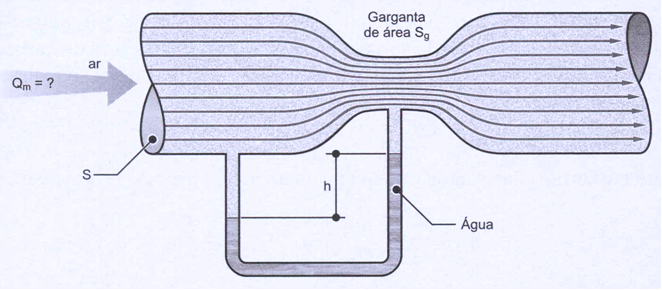 Garganta
de área Sg
ar
Qm = ?
S
h
Água